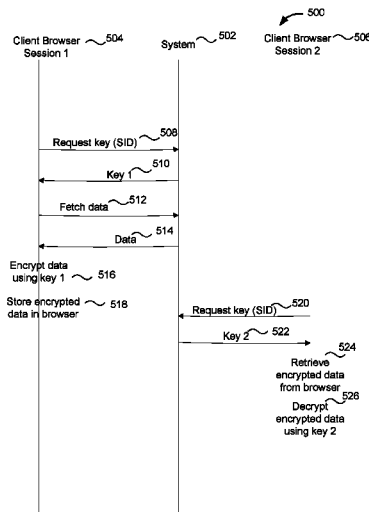 500
Client Browser
Session 1
504
System
502
Client Browser
Session 2
506
Request key (SID)
508
Key 1
510
Fetch data
512
Data
514
Encrypt data
using key 1
516
Store encrypted
data in browser
518
Request key (SID)
520
Key 2
522
524
Retrieve
encrypted data
from browser
526
Decrypt
encrypted data
using key 2